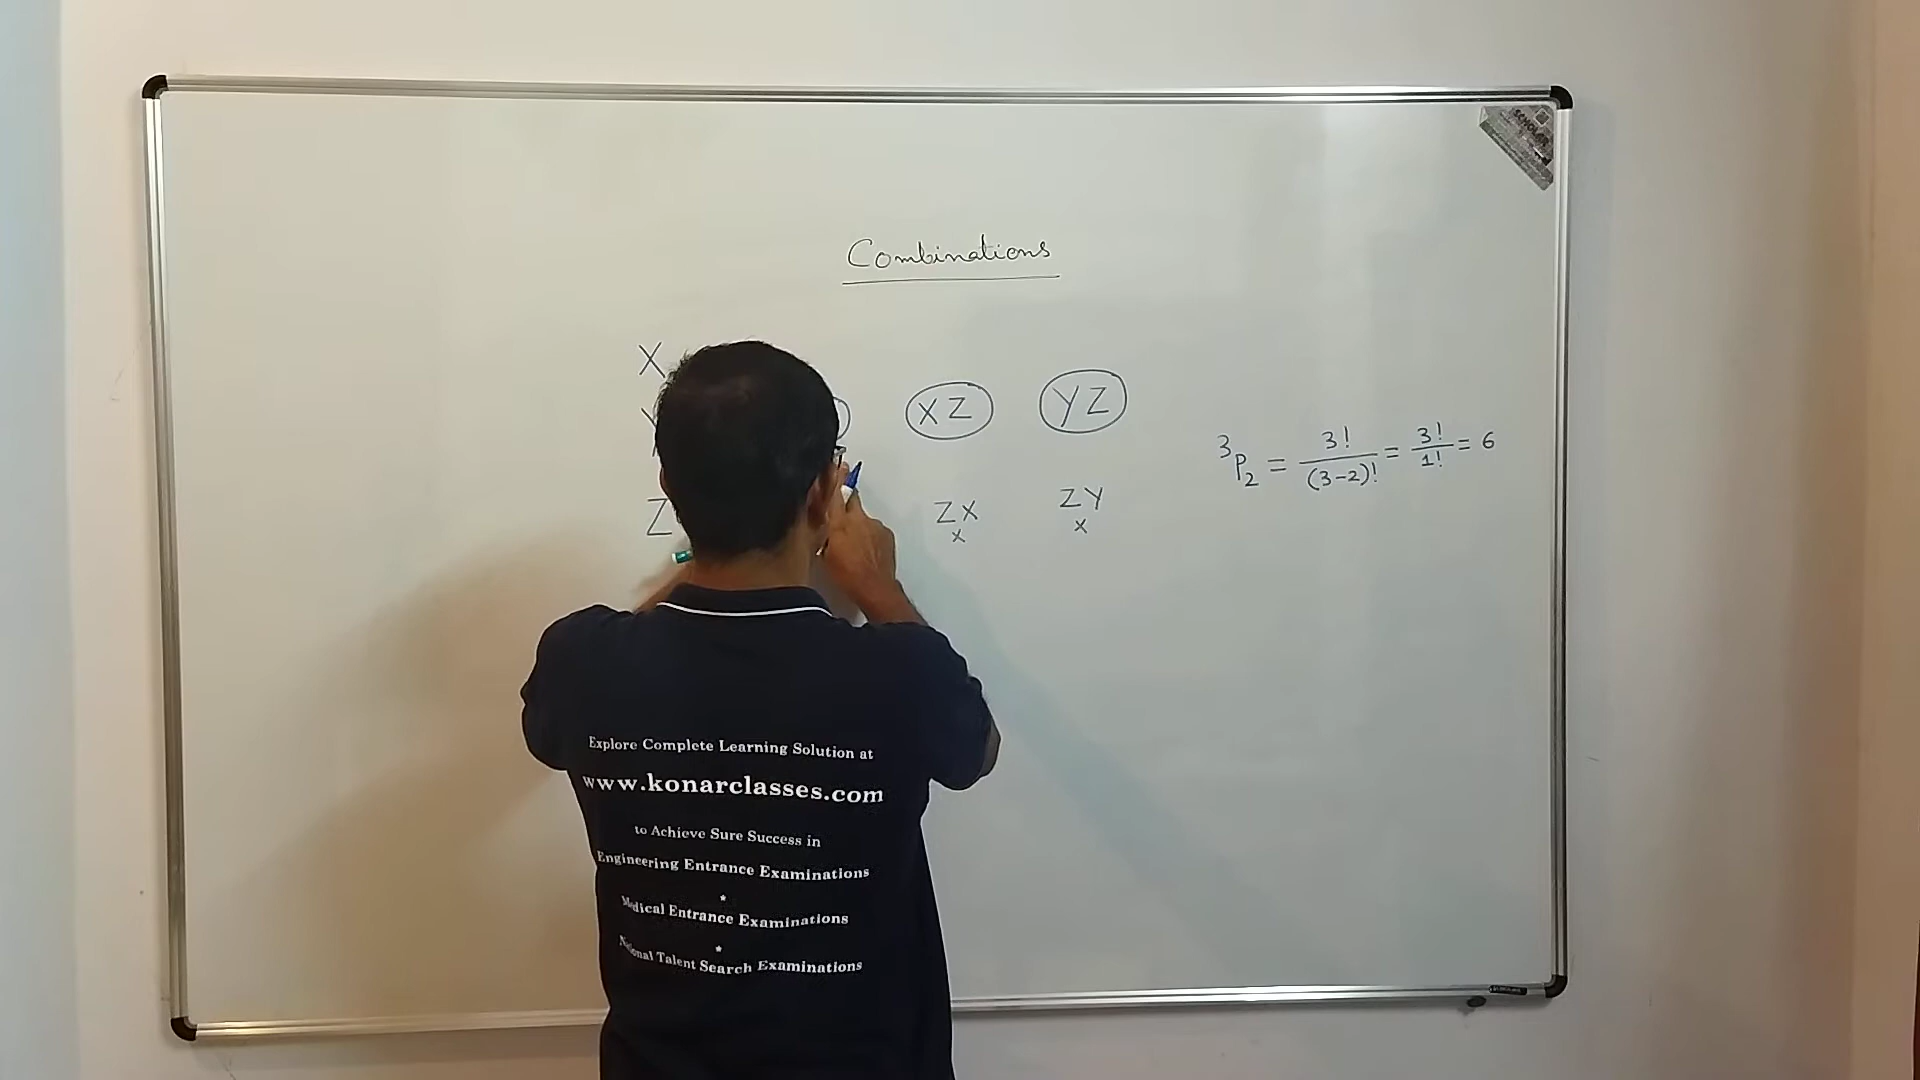 Combinations
X
Y
Z
XZ
YZ
ZX
x
ZY
x
³P₂ = 3!/(3-2)! = 3!/1! = 6
SCHOLAR
Explore Complete Learning Solution at
www.konarclasses.com
to Achieve Sure Success in
Engineering Entrance Examinations
*
Medical Entrance Examinations
*
National Talent Search Examinations